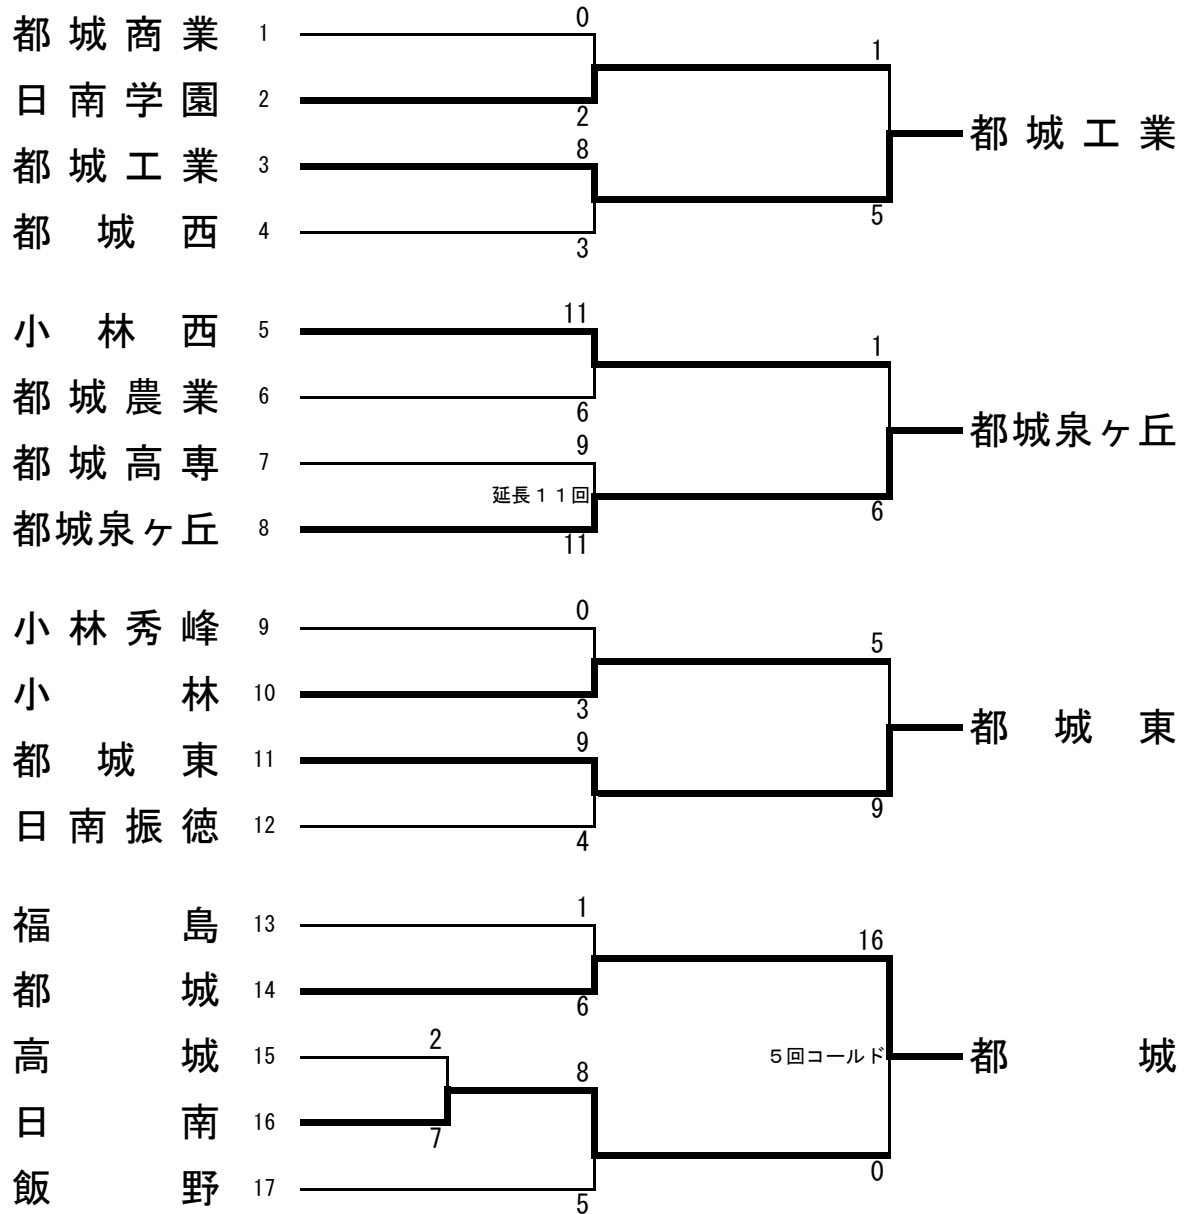 0
都城商業 1
1
日南学園 2
2
都城工業
8
都城工業 3
5
都城西 4
3
11
小林西 5
1
都城農業 6
6
都城泉ヶ丘
9
都城高専 7
延長11回
6
都城泉ヶ丘 8
11
0
小林秀峰 9
5
小林 10
3
都城東
9
都城東 11
9
日南振徳 12
4
1
福島 13
16
都城 14
6
2
高城 15
5回コールド
都城
8
日南 16
7
0
飯野 17
5